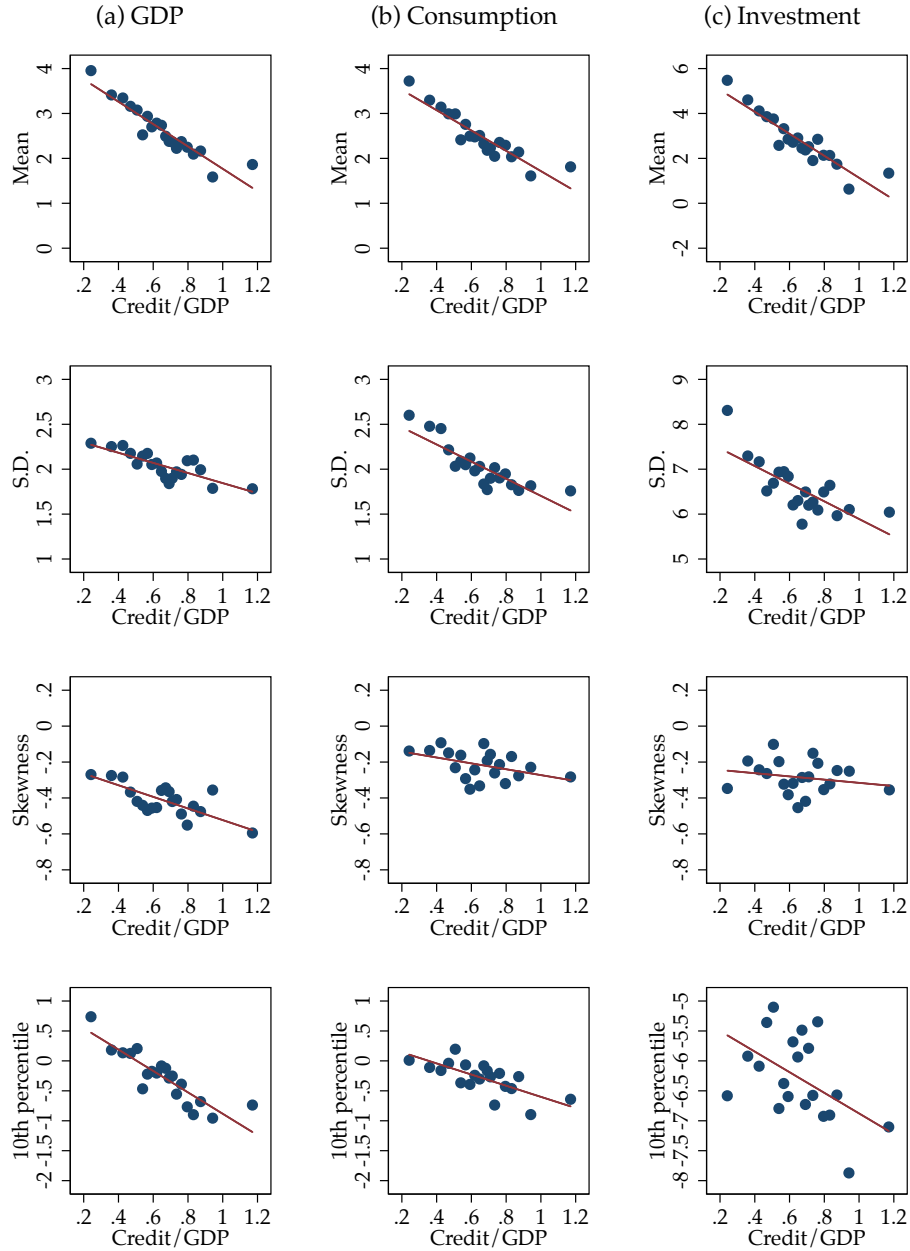 (a) GDP (b) Consumption (c) Investment
Mean
0 1 2 3 4
.2 .4 .6 .8 1 1.2
Credit/GDP
Mean
0 1 2 3 4
.2 .4 .6 .8 1 1.2
Credit/GDP
Mean
-2 0 2 4 6
.2 .4 .6 .8 1 1.2
Credit/GDP
S.D.
1 1.5 2 2.5 3
.2 .4 .6 .8 1 1.2
Credit/GDP
S.D.
1 1.5 2 2.5 3
.2 .4 .6 .8 1 1.2
Credit/GDP
S.D.
5 6 7 8 9
.2 .4 .6 .8 1 1.2
Credit/GDP
Skewness
-.8 -.6 -.4 -.2 0 .2
.2 .4 .6 .8 1 1.2
Credit/GDP
Skewness
-.8 -.6 -.4 -.2 0 .2
.2 .4 .6 .8 1 1.2
Credit/GDP
Skewness
-.8 -.6 -.4 -.2 0 .2
.2 .4 .6 .8 1 1.2
Credit/GDP
10th percentile
-2 -1.5 -1 -.5 0 .5 1
.2 .4 .6 .8 1 1.2
Credit/GDP
10th percentile
-2 -1.5 -1 -.5 0 .5 1
.2 .4 .6 .8 1 1.2
Credit/GDP
10th percentile
-8 -7.5 -7 -6.5 -6 -5.5 -5
.2 .4 .6 .8 1 1.2
Credit/GDP